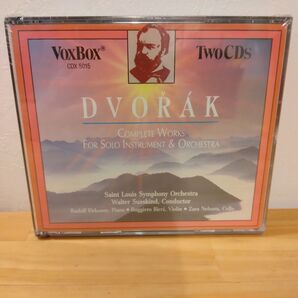 VOXBOX®
CDX 5015
TWO CDS
DVOŘÁK
COMPLETE WORKS
FOR SOLO INSTRUMENT & ORCHESTRA
Saint Louis Symphony Orchestra
Walter Susskind, Conductor
Rudolf Firkusny, Piano • Ruggiero Ricci, Violin • Zara Nelsova, Cello